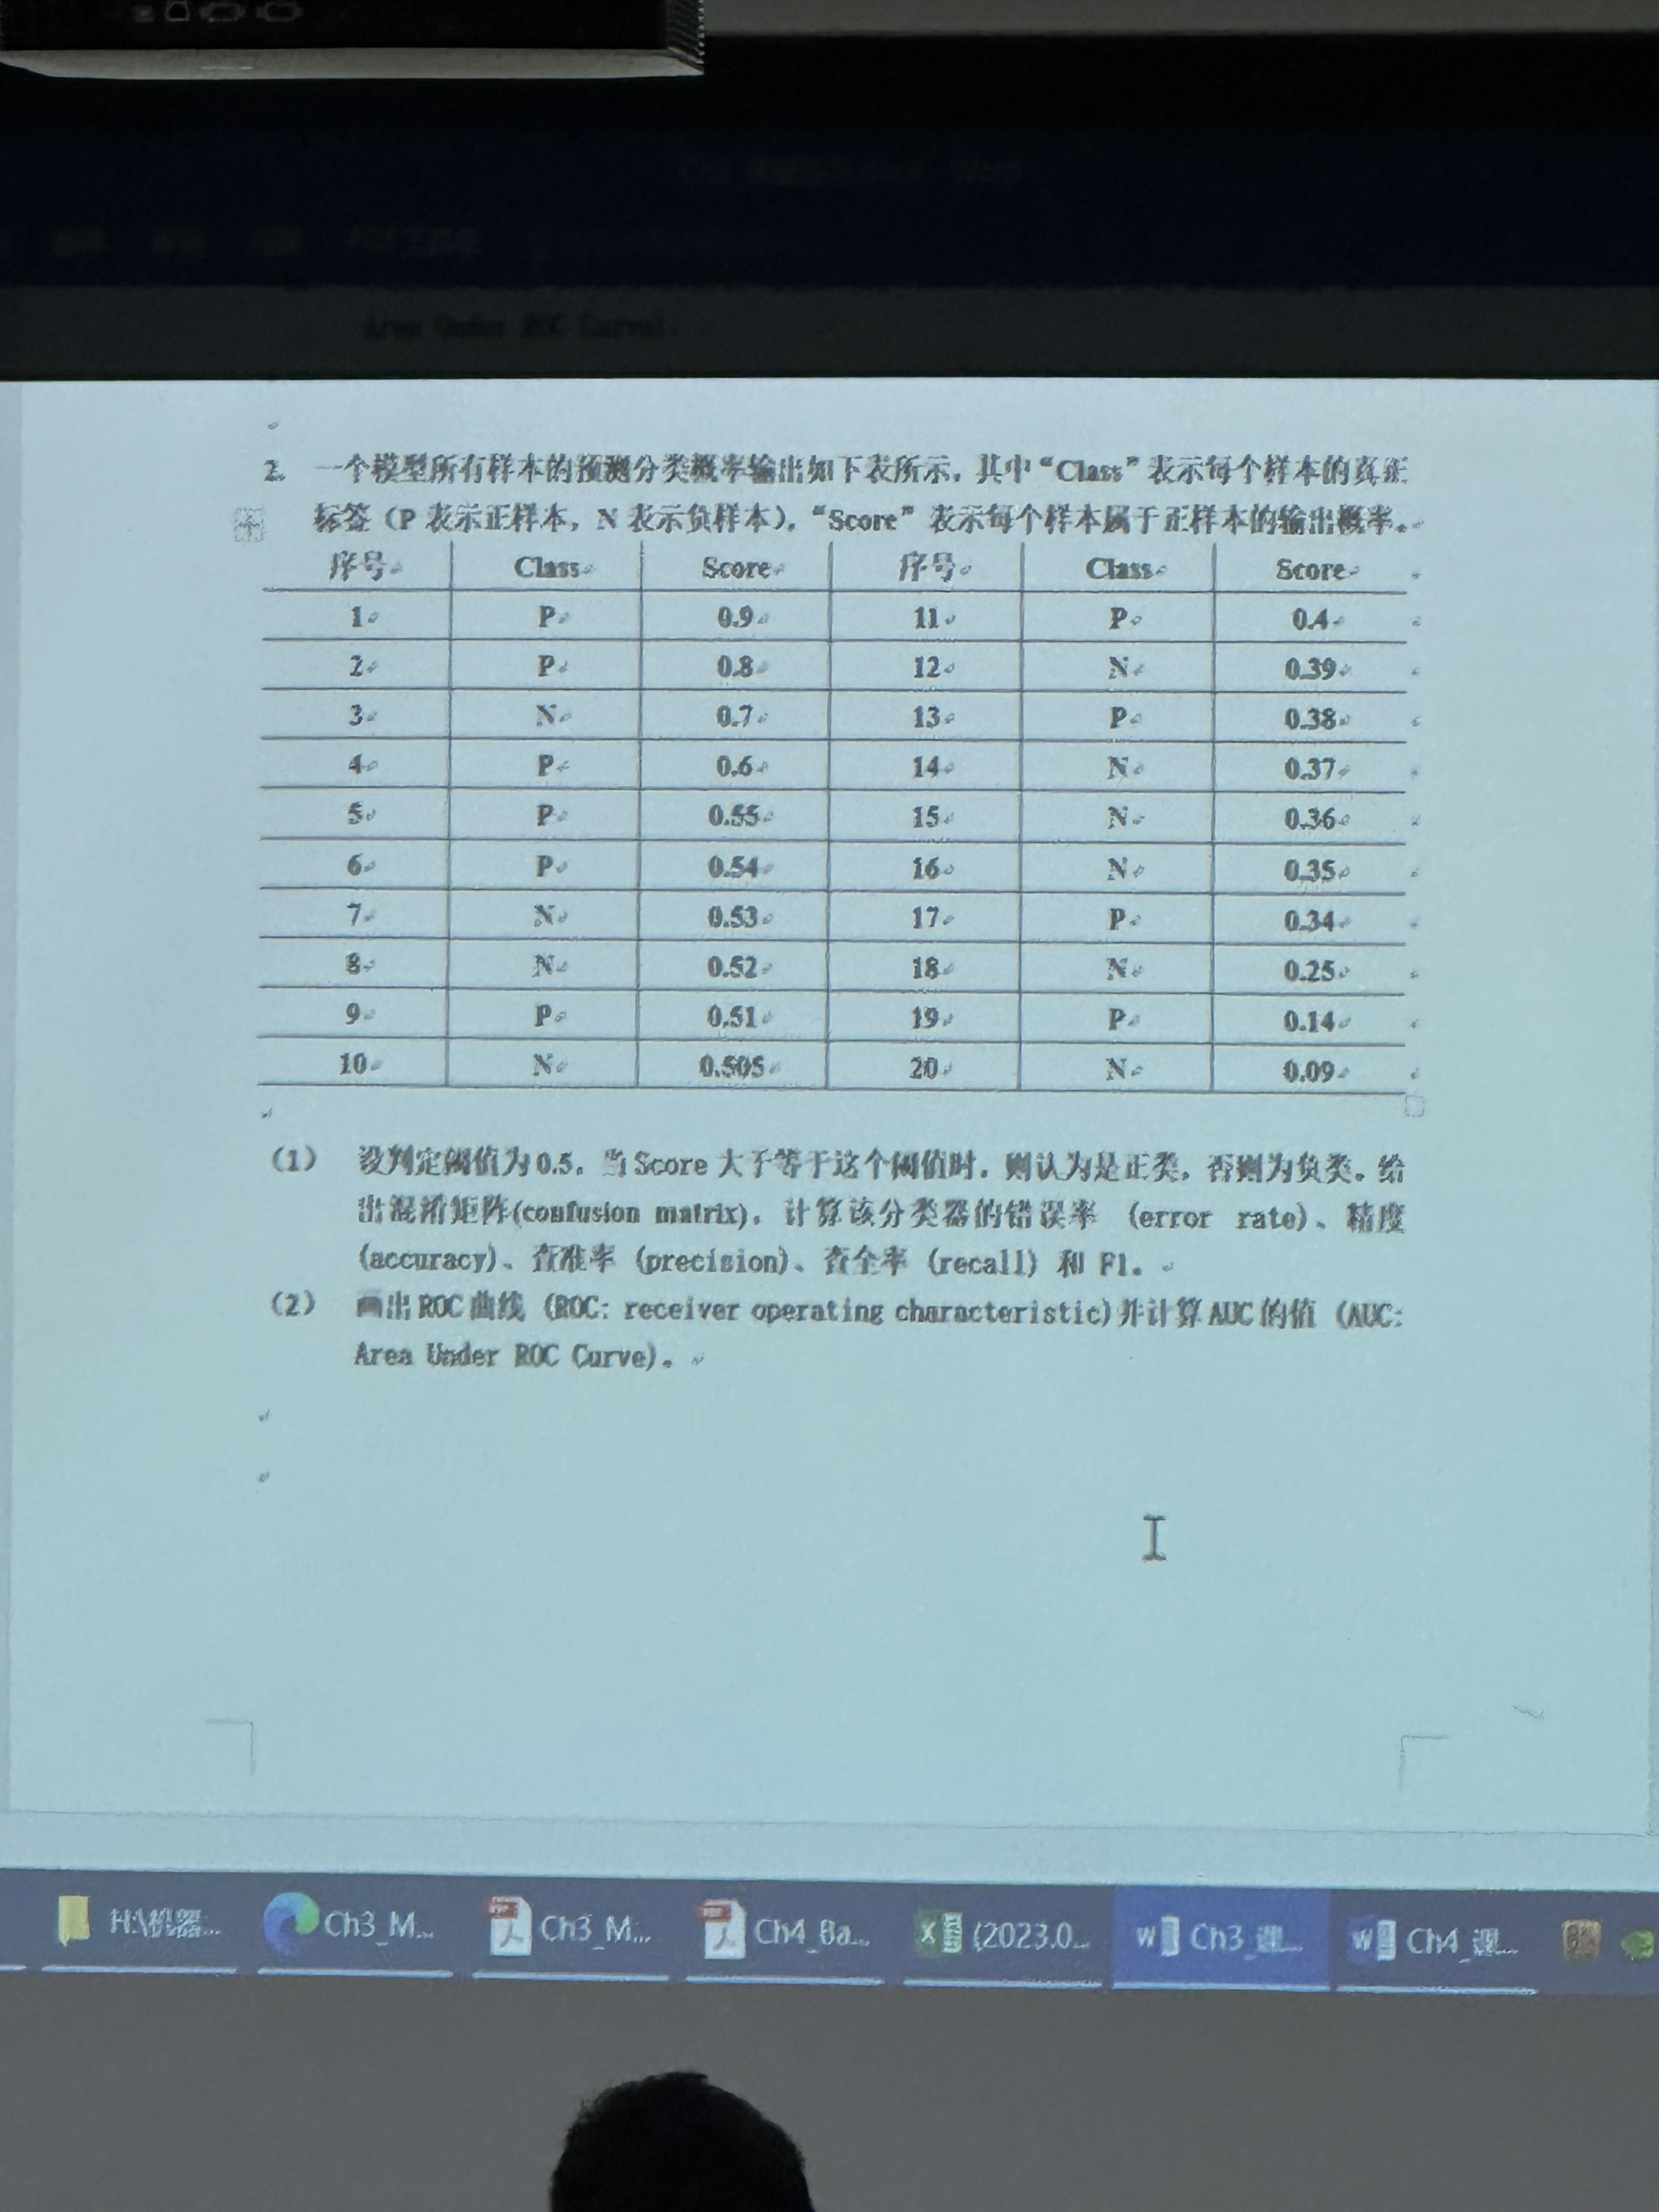 Area Under ROC Curve).
2. 一个模型所有样本的预测分类概率输出如下表所示，其中“Class”表示每个样本的真正
标签（P 表示正样本，N 表示负样本），“Score”表示每个样本属于正样本的输出概率。
序号 Class Score 序号 Class Score
1 P 0.9 11 P 0.4
2 P 0.8 12 N 0.39
3 N 0.7 13 P 0.38
4 P 0.6 14 N 0.37
5 P 0.55 15 N 0.36
6 P 0.54 16 N 0.35
7 N 0.53 17 P 0.34
8 N 0.52 18 N 0.25
9 P 0.51 19 P 0.14
10 N 0.505 20 N 0.09
（1） 设判定阈值为0.5，当Score 大于等于这个阈值时，则认为是正类，否则为负类。给
出混淆矩阵(confusion matrix)，计算该分类器的错误率 (error rate)、精度
(accuracy)、查准率 (precision)、查全率 (recall) 和 F1。
（2） 画出 ROC 曲线 (ROC: receiver operating characteristic)并计算 AUC 的值 (AUC:
Area Under ROC Curve)。
H:\机器... Ch3_M... Ch3_M... Ch4_Ba... (2023.0... Ch3_课... Ch4_课...